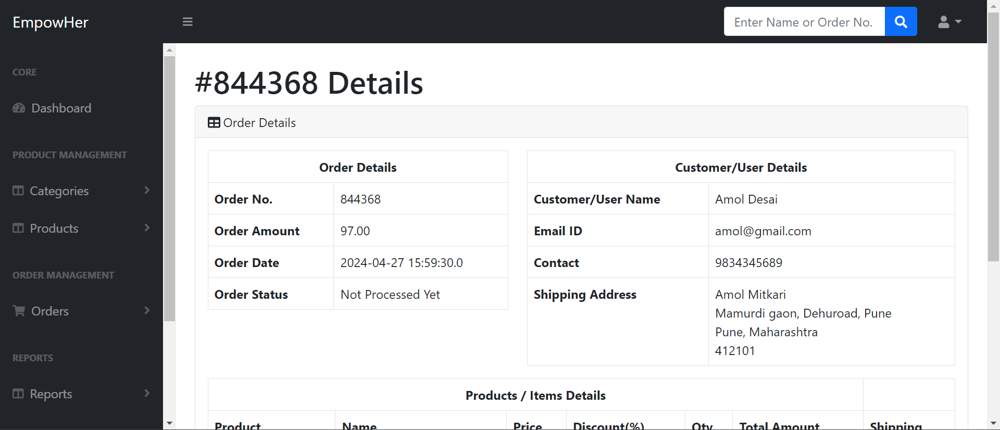 EmpowHer
Enter Name or Order No.
CORE
Dashboard
PRODUCT MANAGEMENT
Categories
Products
ORDER MANAGEMENT
Orders
REPORTS
Reports
#844368 Details
Order Details
Order Details
Order No. 844368
Order Amount 97.00
Order Date 2024-04-27 15:59:30.0
Order Status Not Processed Yet
Customer/User Details
Customer/User Name Amol Desai
Email ID amol@gmail.com
Contact 9834345689
Shipping Address Amol Mitkari
Mamurdi gaon, Dehuroad, Pune
Pune, Maharashtra
412101
Products / Items Details
Product Name Price Discount(%) Qty Total Amount Shipping